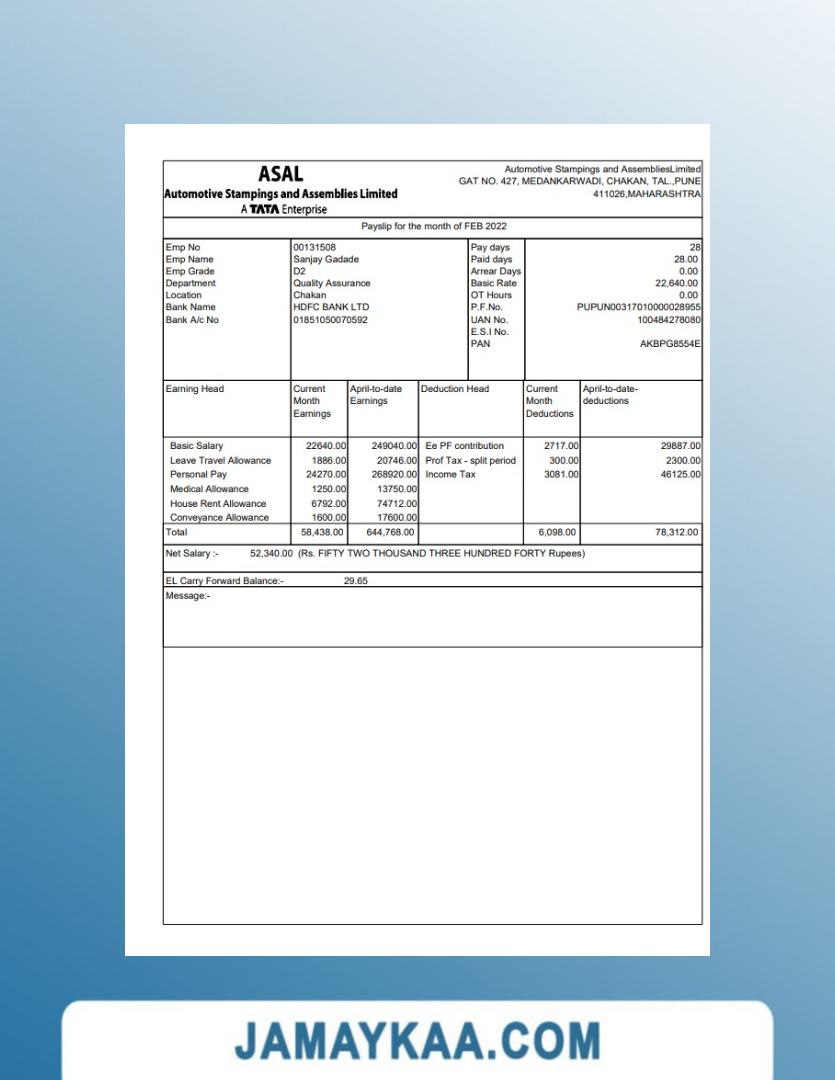 ASAL
Automotive Stampings and Assemblies Limited
A TATA Enterprise
Automotive Stampings and AssembliesLimited
GAT NO. 427, MEDANKARWADI, CHAKAN, TAL.,PUNE
411026,MAHARASHTRA
Payslip for the month of FEB 2022
Emp No 00131508 Pay days 28
Emp Name Sanjay Gadade Paid days 28.00
Emp Grade D2 Arrear Days 0.00
Department Quality Assurance Basic Rate 22,640.00
Location Chakan OT Hours 0.00
Bank Name HDFC BANK LTD P.F.No. PUPUN00317010000028955
Bank A/c No 01851050070592 UAN No. 100484278080
E.S.I No.
PAN AKBPG8554E
Earning Head Current April-to-date Deduction Head Current April-to-date-
Month Earnings Month deductions
Earnings Deductions
Basic Salary 22640.00 249040.00 Ee PF contribution 2717.00 29887.00
Leave Travel Allowance 1886.00 20746.00 Prof Tax - split period 300.00 2300.00
Personal Pay 24270.00 268920.00 Income Tax 3081.00 46125.00
Medical Allowance 1250.00 13750.00
House Rent Allowance 6792.00 74712.00
Conveyance Allowance 1600.00 17600.00
Total 58,438.00 644,768.00 6,098.00 78,312.00
Net Salary :- 52,340.00 (Rs. FIFTY TWO THOUSAND THREE HUNDRED FORTY Rupees)
EL Carry Forward Balance:- 29.65
Message:-
JAMAYKAA.COM